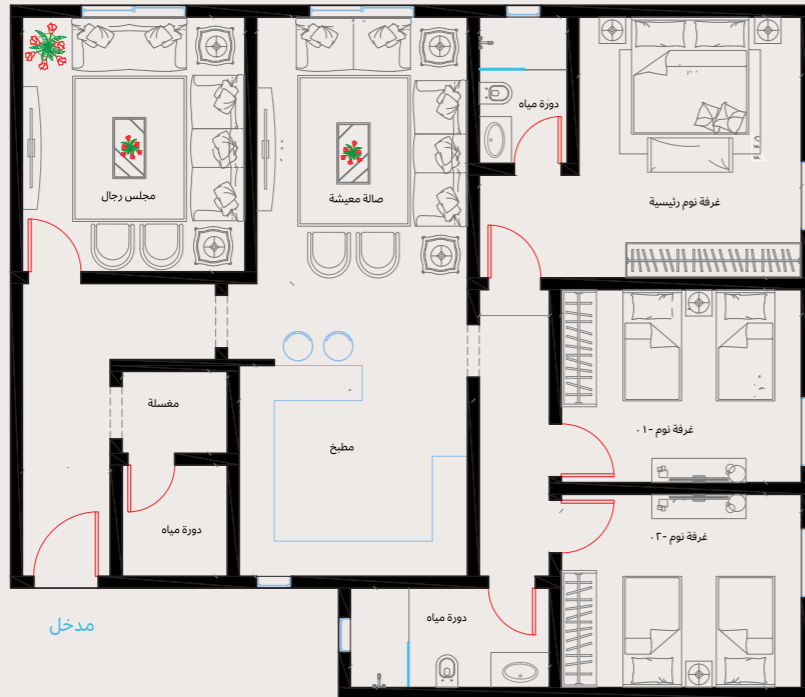 دورة مياه
مجلس رجال
صالة معيشة
غرفة نوم رئيسية
مغسلة
مطبخ
غرفة نوم -٠١
دورة مياه
غرفة نوم -٠٢
مدخل
دورة مياه